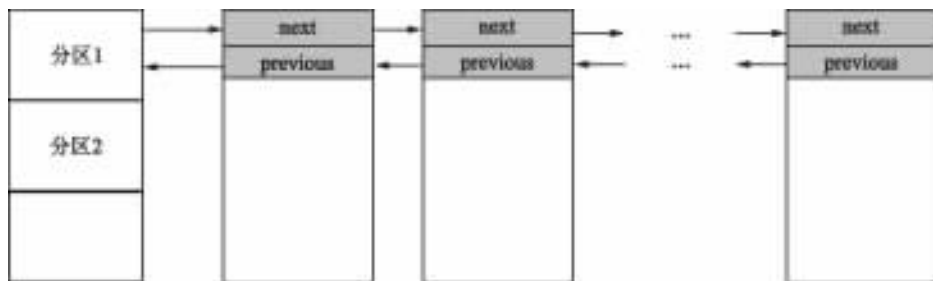 分区1 next next ... next
previous previous ... previous
分区2